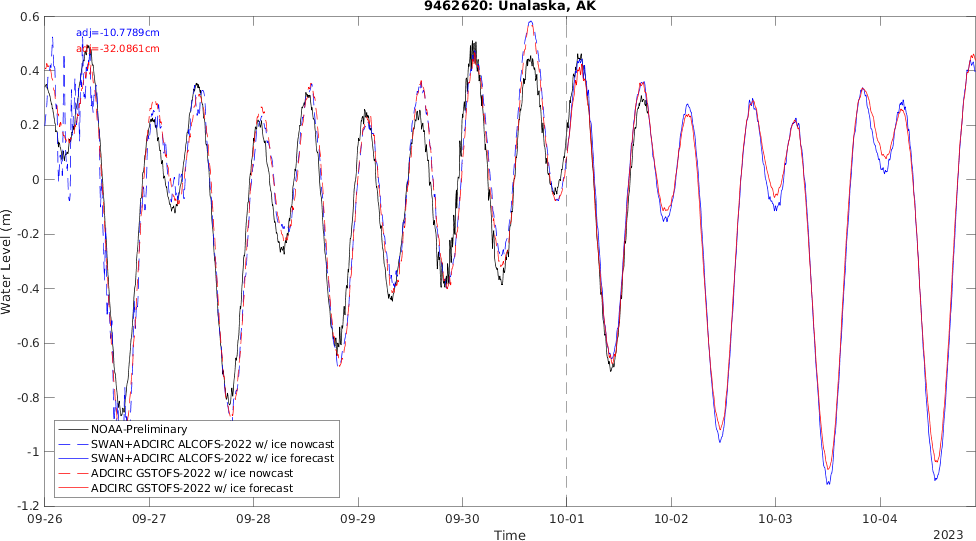 9462620: Unalaska, AK
adj=-10.7789cm
adj=-32.0861cm
Water Level (m)
0.6
0.4
0.2
0
-0.2
-0.4
-0.6
-0.8
-1
-1.2
NOAA-Preliminary
SWAN+ADCIRC ALCOFS-2022 w/ ice nowcast
SWAN+ADCIRC ALCOFS-2022 w/ ice forecast
ADCIRC GSTOFS-2022 w/ ice nowcast
ADCIRC GSTOFS-2022 w/ ice forecast
09-26 09-27 09-28 09-29 09-30 10-01 10-02 10-03 10-04
Time
2023